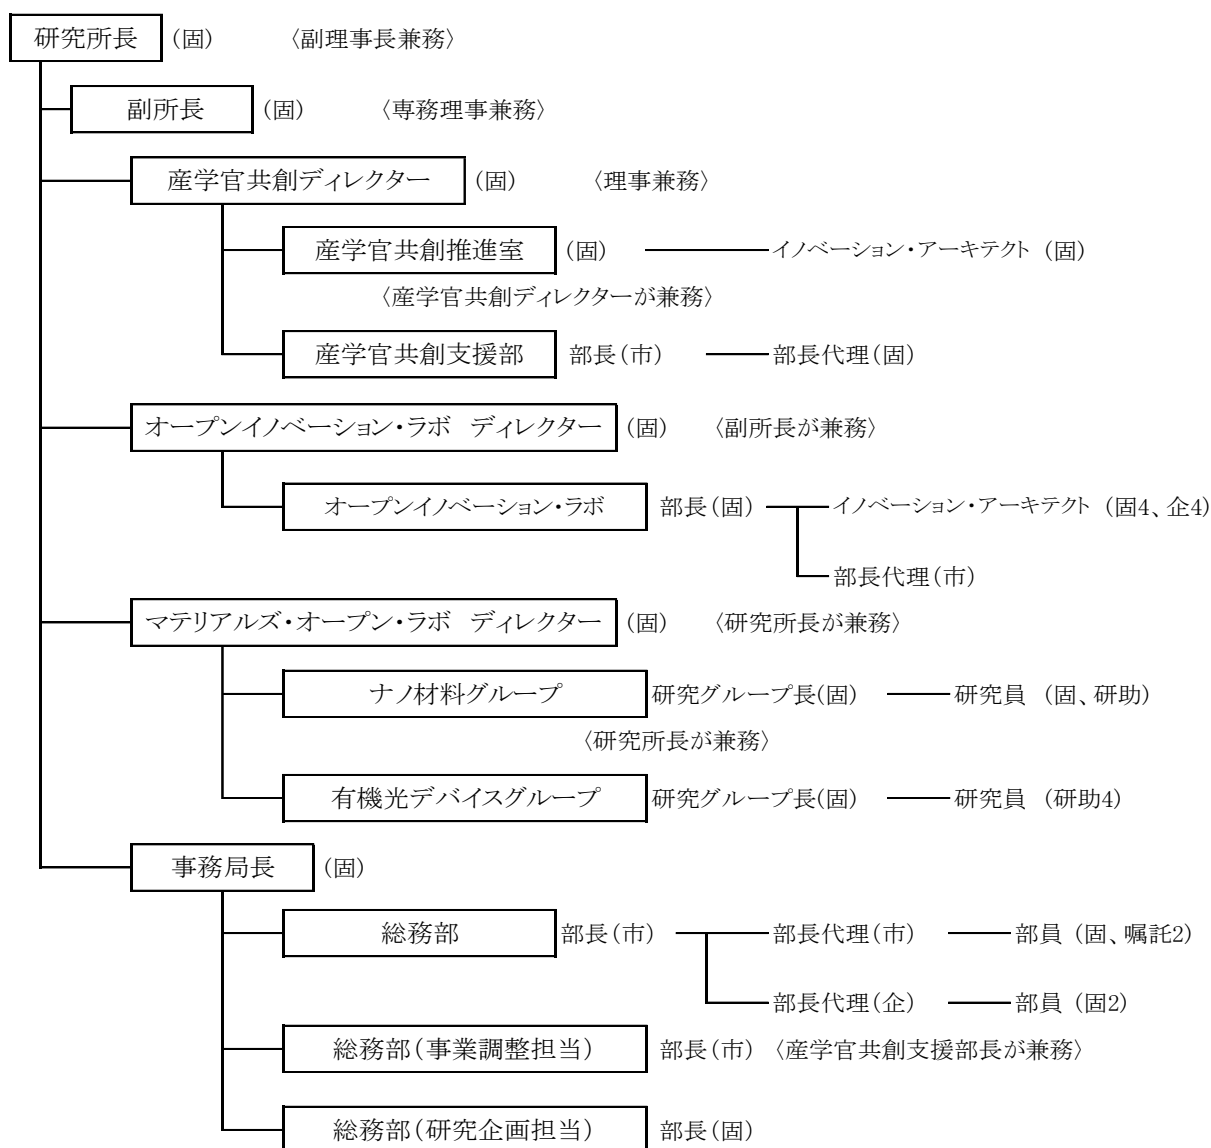 研究所長 (固) 〈副理事長兼務〉
副所長 (固) 〈専務理事兼務〉
産学官共創ディレクター (固) 〈理事兼務〉
産学官共創推進室 (固) イノベーション・アーキテクト (固)
〈産学官共創ディレクターが兼務〉
産学官共創支援部 部長(市) 部長代理(固)
オープンイノベーション・ラボ ディレクター (固) 〈副所長が兼務〉
オープンイノベーション・ラボ 部長(固) イノベーション・アーキテクト (固4、企4)
部長代理(市)
マテリアルズ・オープン・ラボ ディレクター (固) 〈研究所長が兼務〉
ナノ材料グループ 研究グループ長(固) 研究員 (固、研助)
〈研究所長が兼務〉
有機光デバイスグループ 研究グループ長(固) 研究員 (研助4)
事務局長 (固)
総務部 部長(市) 部長代理(市) 部員 (固、嘱託2)
部長代理(企) 部員 (固2)
総務部(事業調整担当) 部長(市) 〈産学官共創支援部長が兼務〉
総務部(研究企画担当) 部長(固)